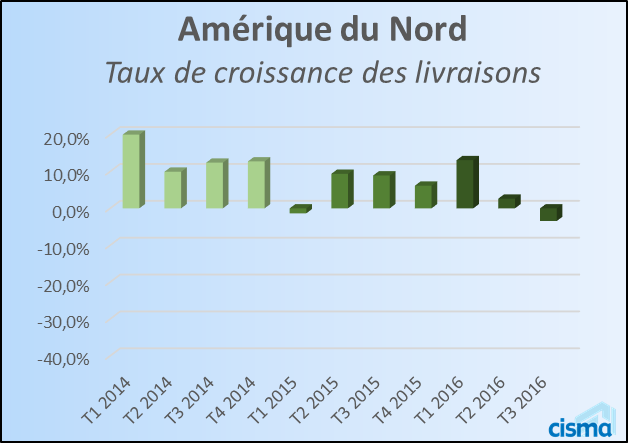 Amérique du Nord
Taux de croissance des livraisons
20,0%
10,0%
0,0%
-10,0%
-20,0%
-30,0%
-40,0%
T1 2014
T2 2014
T3 2014
T4 2014
T1 2015
T2 2015
T3 2015
T4 2015
T1 2016
T2 2016
T3 2016
cisma